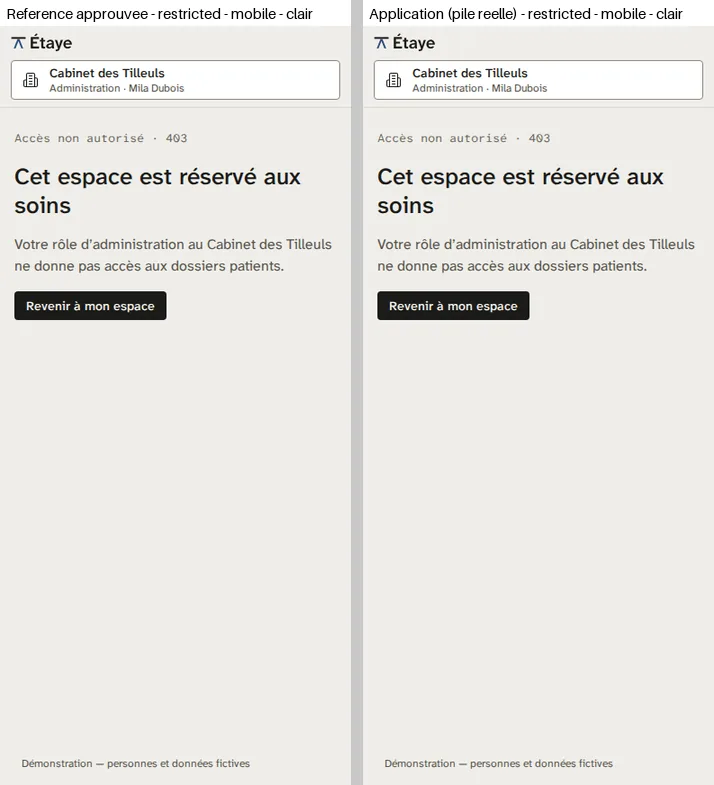 Reference approuvee - restricted - mobile - clair
Étaye
Cabinet des Tilleuls
Administration · Mila Dubois
Accès non autorisé · 403
Cet espace est réservé aux
soins
Votre rôle d’administration au Cabinet des Tilleuls
ne donne pas accès aux dossiers patients.
Revenir à mon espace
Démonstration — personnes et données fictives
Application (pile reelle) - restricted - mobile - clair
Étaye
Cabinet des Tilleuls
Administration · Mila Dubois
Accès non autorisé · 403
Cet espace est réservé aux
soins
Votre rôle d’administration au Cabinet des Tilleuls
ne donne pas accès aux dossiers patients.
Revenir à mon espace
Démonstration — personnes et données fictives